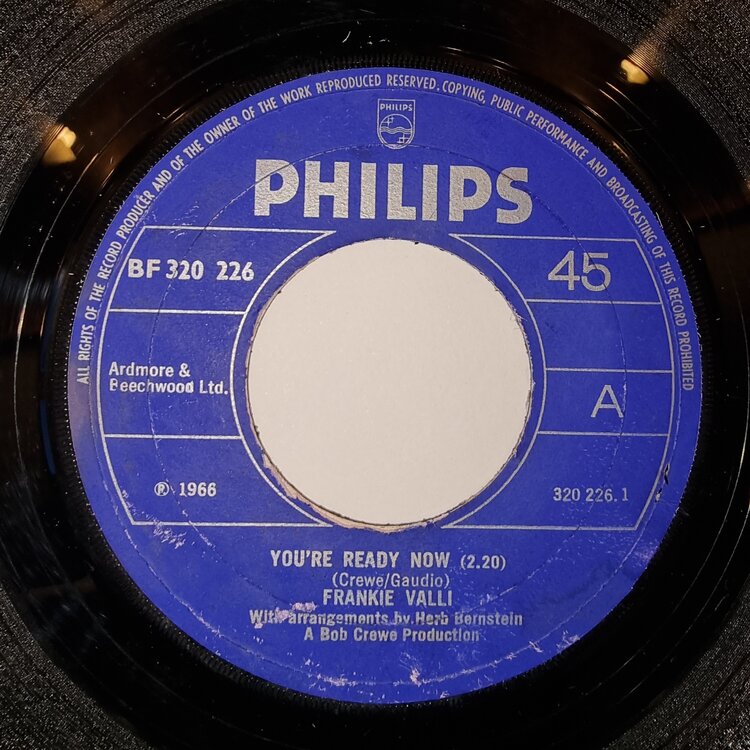 ALL RIGHTS OF THE RECORD PRODUCER AND OF THE OWNER OF THE WORK REPRODUCED RESERVED. COPYING, PUBLIC PERFORMANCE AND BROADCASTING OF THIS RECORD PROHIBITED
PHILIPS
PHILIPS
BF 320 226
45
Ardmore &
Beechwood Ltd.
A
℗ 1966
320 226.1
YOU'RE READY NOW (2.20)
(Crewe/Gaudio)
FRANKIE VALLI
With arrangements by Herb Bernstein
A Bob Crewe Production